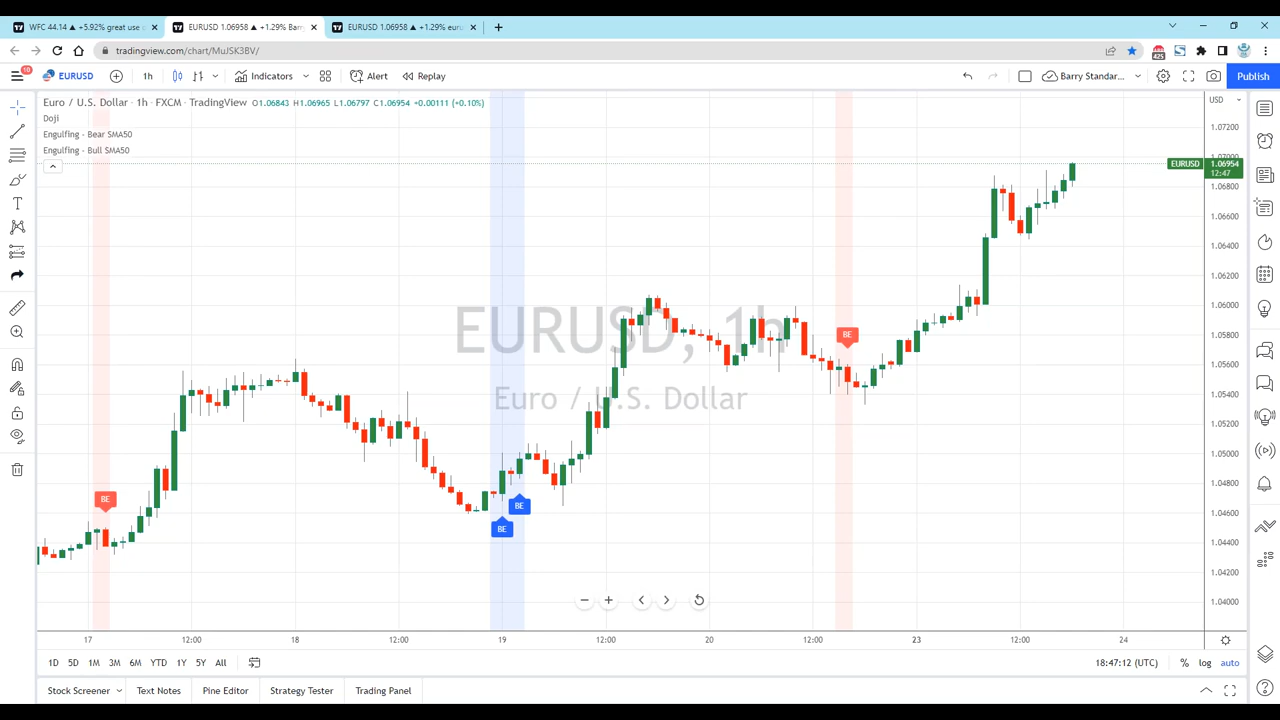 WFC 44.14 ▲ +5.92% great use
EURUSD 1.06958 ▲ +1.29% Barr
EURUSD 1.06958 ▲ +1.29% euru
tradingview.com/chart/MuJSK3BV/
10
EURUSD
1h
Indicators
Alert
Replay
Barry Standar...
Publish
Euro / U.S. Dollar · 1h · FXCM · TradingView O1.06843 H1.06965 L1.06797 C1.06954 +0.00111 (+0.10%)
USD
Doji
1.07200
Engulfing - Bear SMA50
Engulfing - Bull SMA50
1.07000
EURUSD 1.06954
12:47
1.06800
1.06600
1.06400
1.06200
1.06000
EURUSD, 1h
1.05800
BE
1.05600
1.05400
Euro / U.S. Dollar
1.05200
1.05000
1.04800
BE
BE
1.04600
BE
1.04400
1.04200
1.04000
17 12:00 18 12:00 19 12:00 20 12:00 23 12:00 24
1D 5D 1M 3M 6M YTD 1Y 5Y All
18:47:12 (UTC) % log auto
Stock Screener Text Notes Pine Editor Strategy Tester Trading Panel